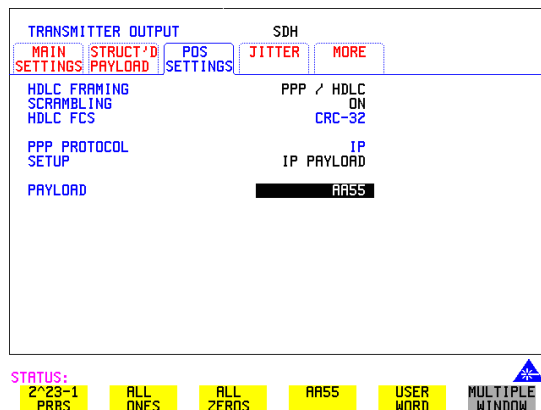 TRANSMITTER OUTPUT SDH
MAIN SETTINGS STRUCT'D PAYLOAD POS SETTINGS JITTER MORE
HDLC FRAMING PPP / HDLC
SCRAMBLING ON
HDLC FCS CRC-32
PPP PROTOCOL IP
SETUP IP PAYLOAD
PAYLOAD AA55
STATUS:
2^23-1 PRBS ALL ONES ALL ZEROS AA55 USER WORD MULTIPLE WINDOW